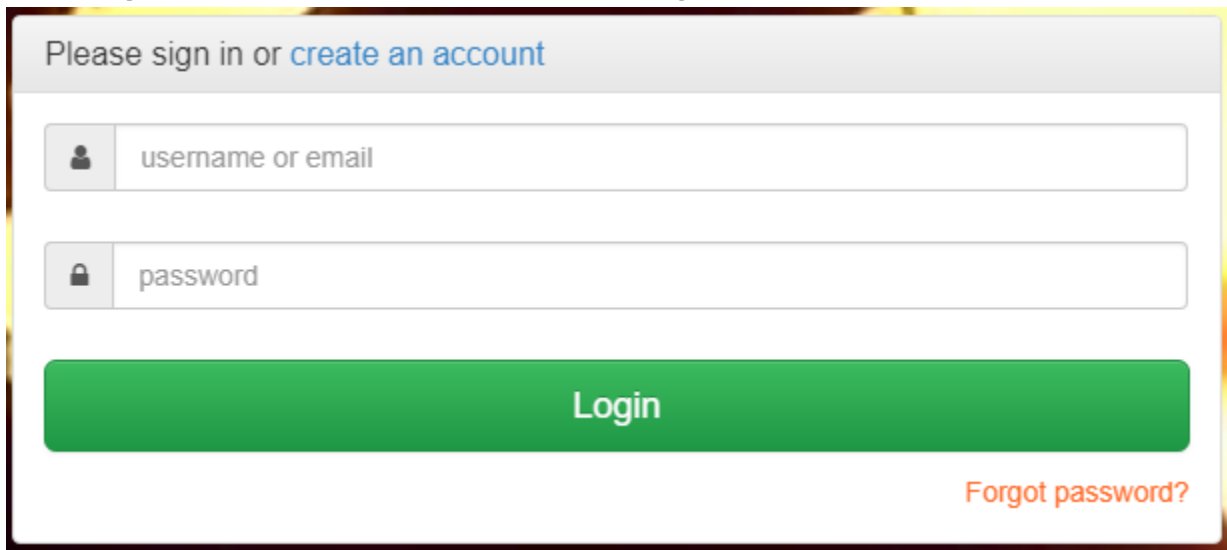 Please sign in or create an account
username or email
password
Login
Forgot password?